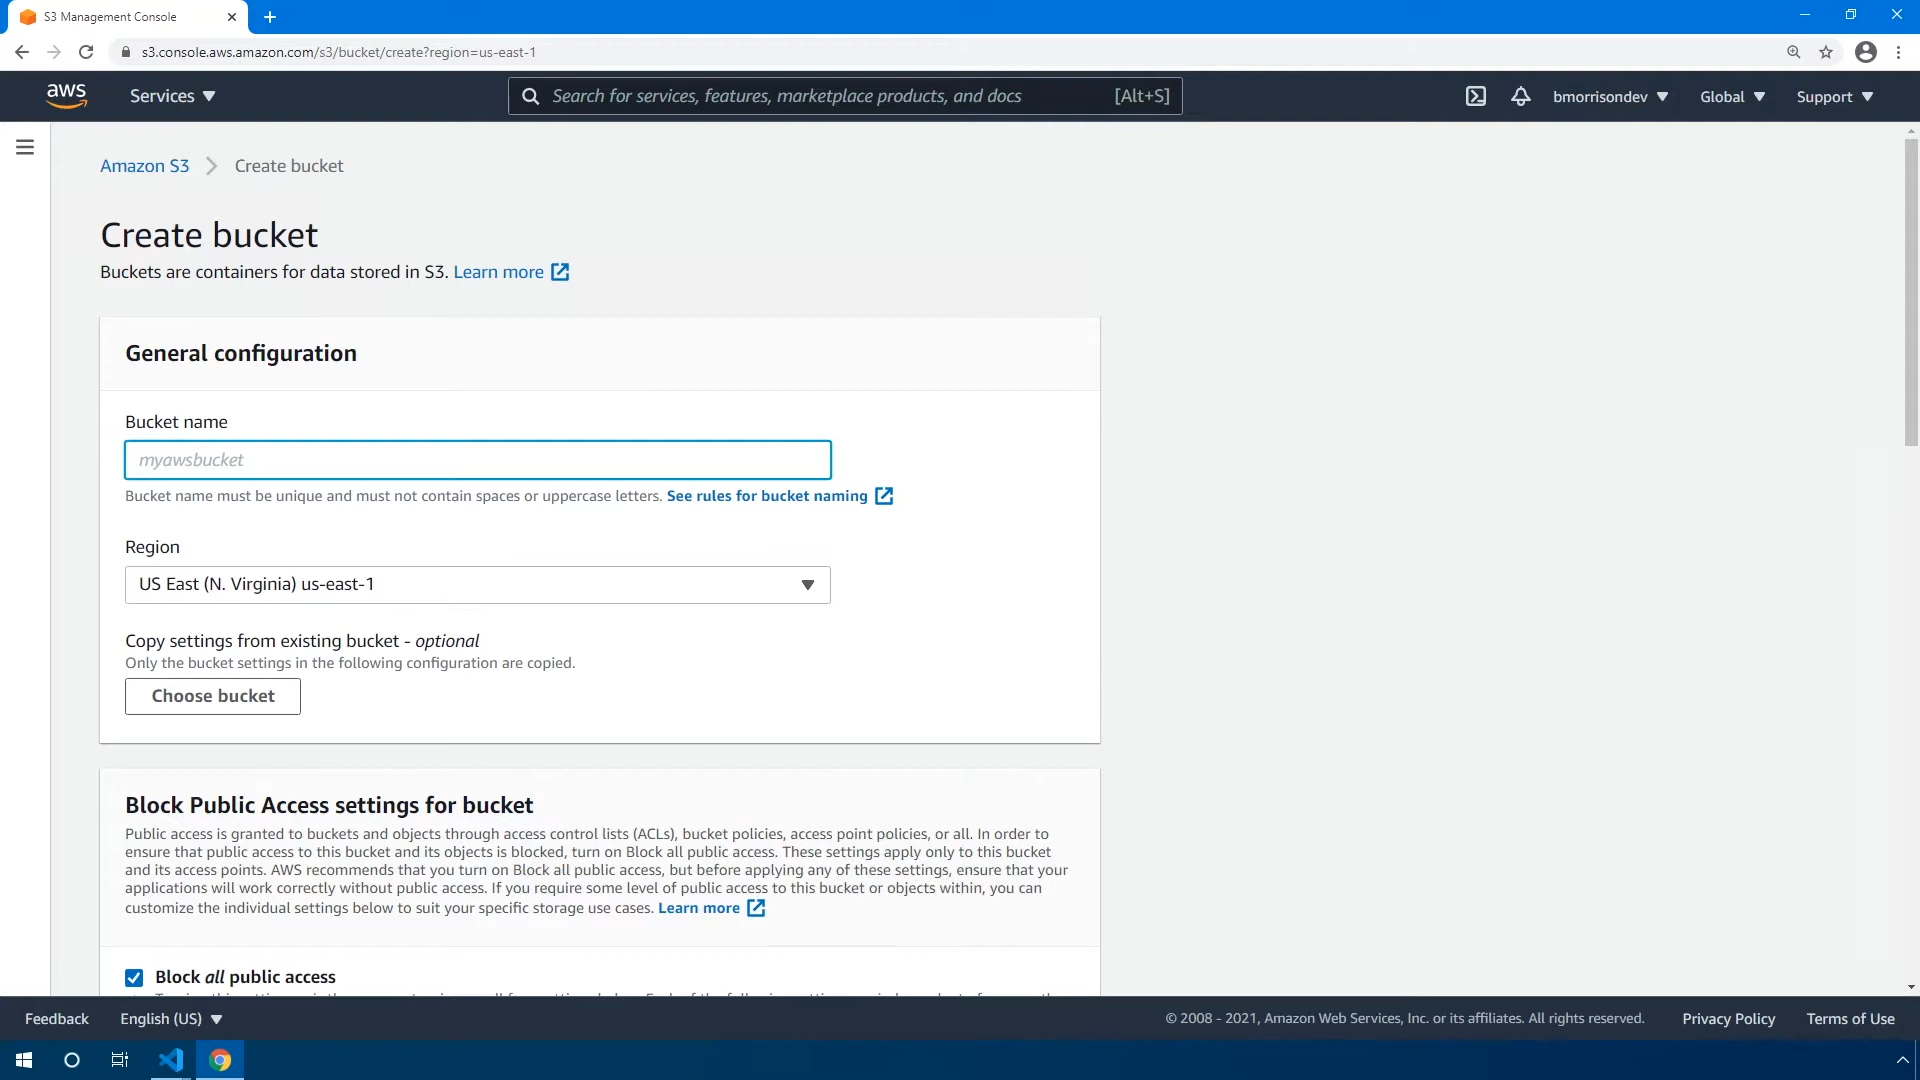 S3 Management Console
s3.console.aws.amazon.com/s3/bucket/create?region=us-east-1
aws
Services
Search for services, features, marketplace products, and docs
[Alt+S]
bmorrisondev
Global
Support
Amazon S3
Create bucket
Create bucket
Buckets are containers for data stored in S3. Learn more
General configuration
Bucket name
myawsbucket
Bucket name must be unique and must not contain spaces or uppercase letters. See rules for bucket naming
Region
US East (N. Virginia) us-east-1
Copy settings from existing bucket - optional
Only the bucket settings in the following configuration are copied.
Choose bucket
Block Public Access settings for bucket
Public access is granted to buckets and objects through access control lists (ACLs), bucket policies, access point policies, or all. In order to
ensure that public access to this bucket and its objects is blocked, turn on Block all public access. These settings apply only to this bucket
and its access points. AWS recommends that you turn on Block all public access, but before applying any of these settings, ensure that your
applications will work correctly without public access. If you require some level of public access to this bucket or objects within, you can
customize the individual settings below to suit your specific storage use cases. Learn more
Block all public access
Feedback
English (US)
© 2008 - 2021, Amazon Web Services, Inc. or its affiliates. All rights reserved.
Privacy Policy
Terms of Use